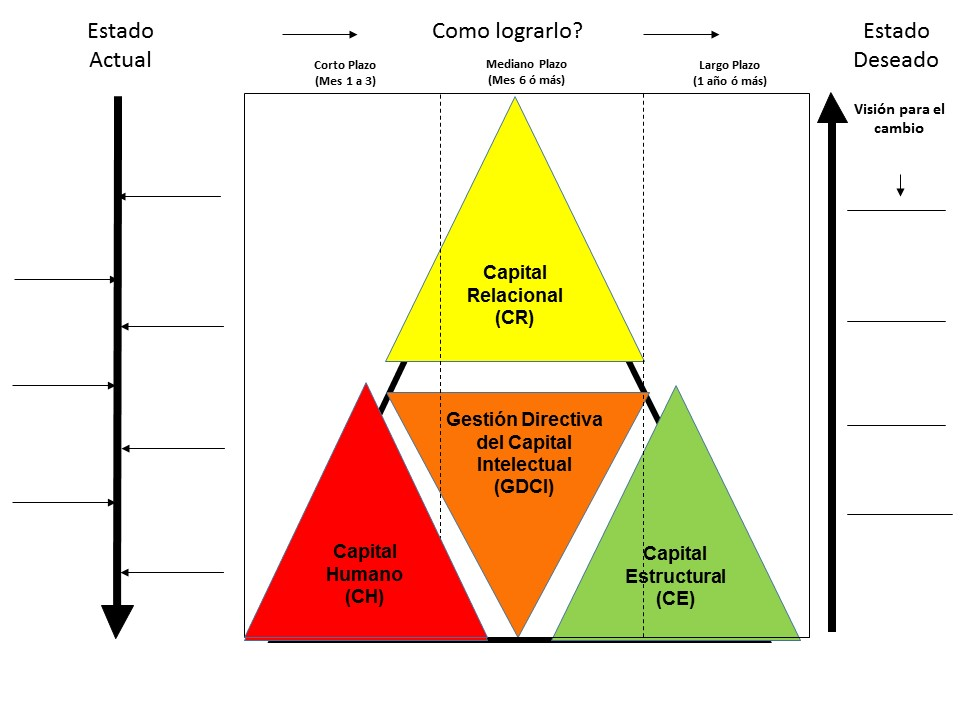 Estado
Actual
Como lograrlo?
Estado
Deseado
Corto Plazo
(Mes 1 a 3)
Mediano Plazo
(Mes 6 ó más)
Largo Plazo
(1 año ó más)
Visión para el
cambio
Capital
Relacional
(CR)
Gestión Directiva
del Capital
Intelectual
(GDCI)
Capital
Humano
(CH)
Capital
Estructural
(CE)